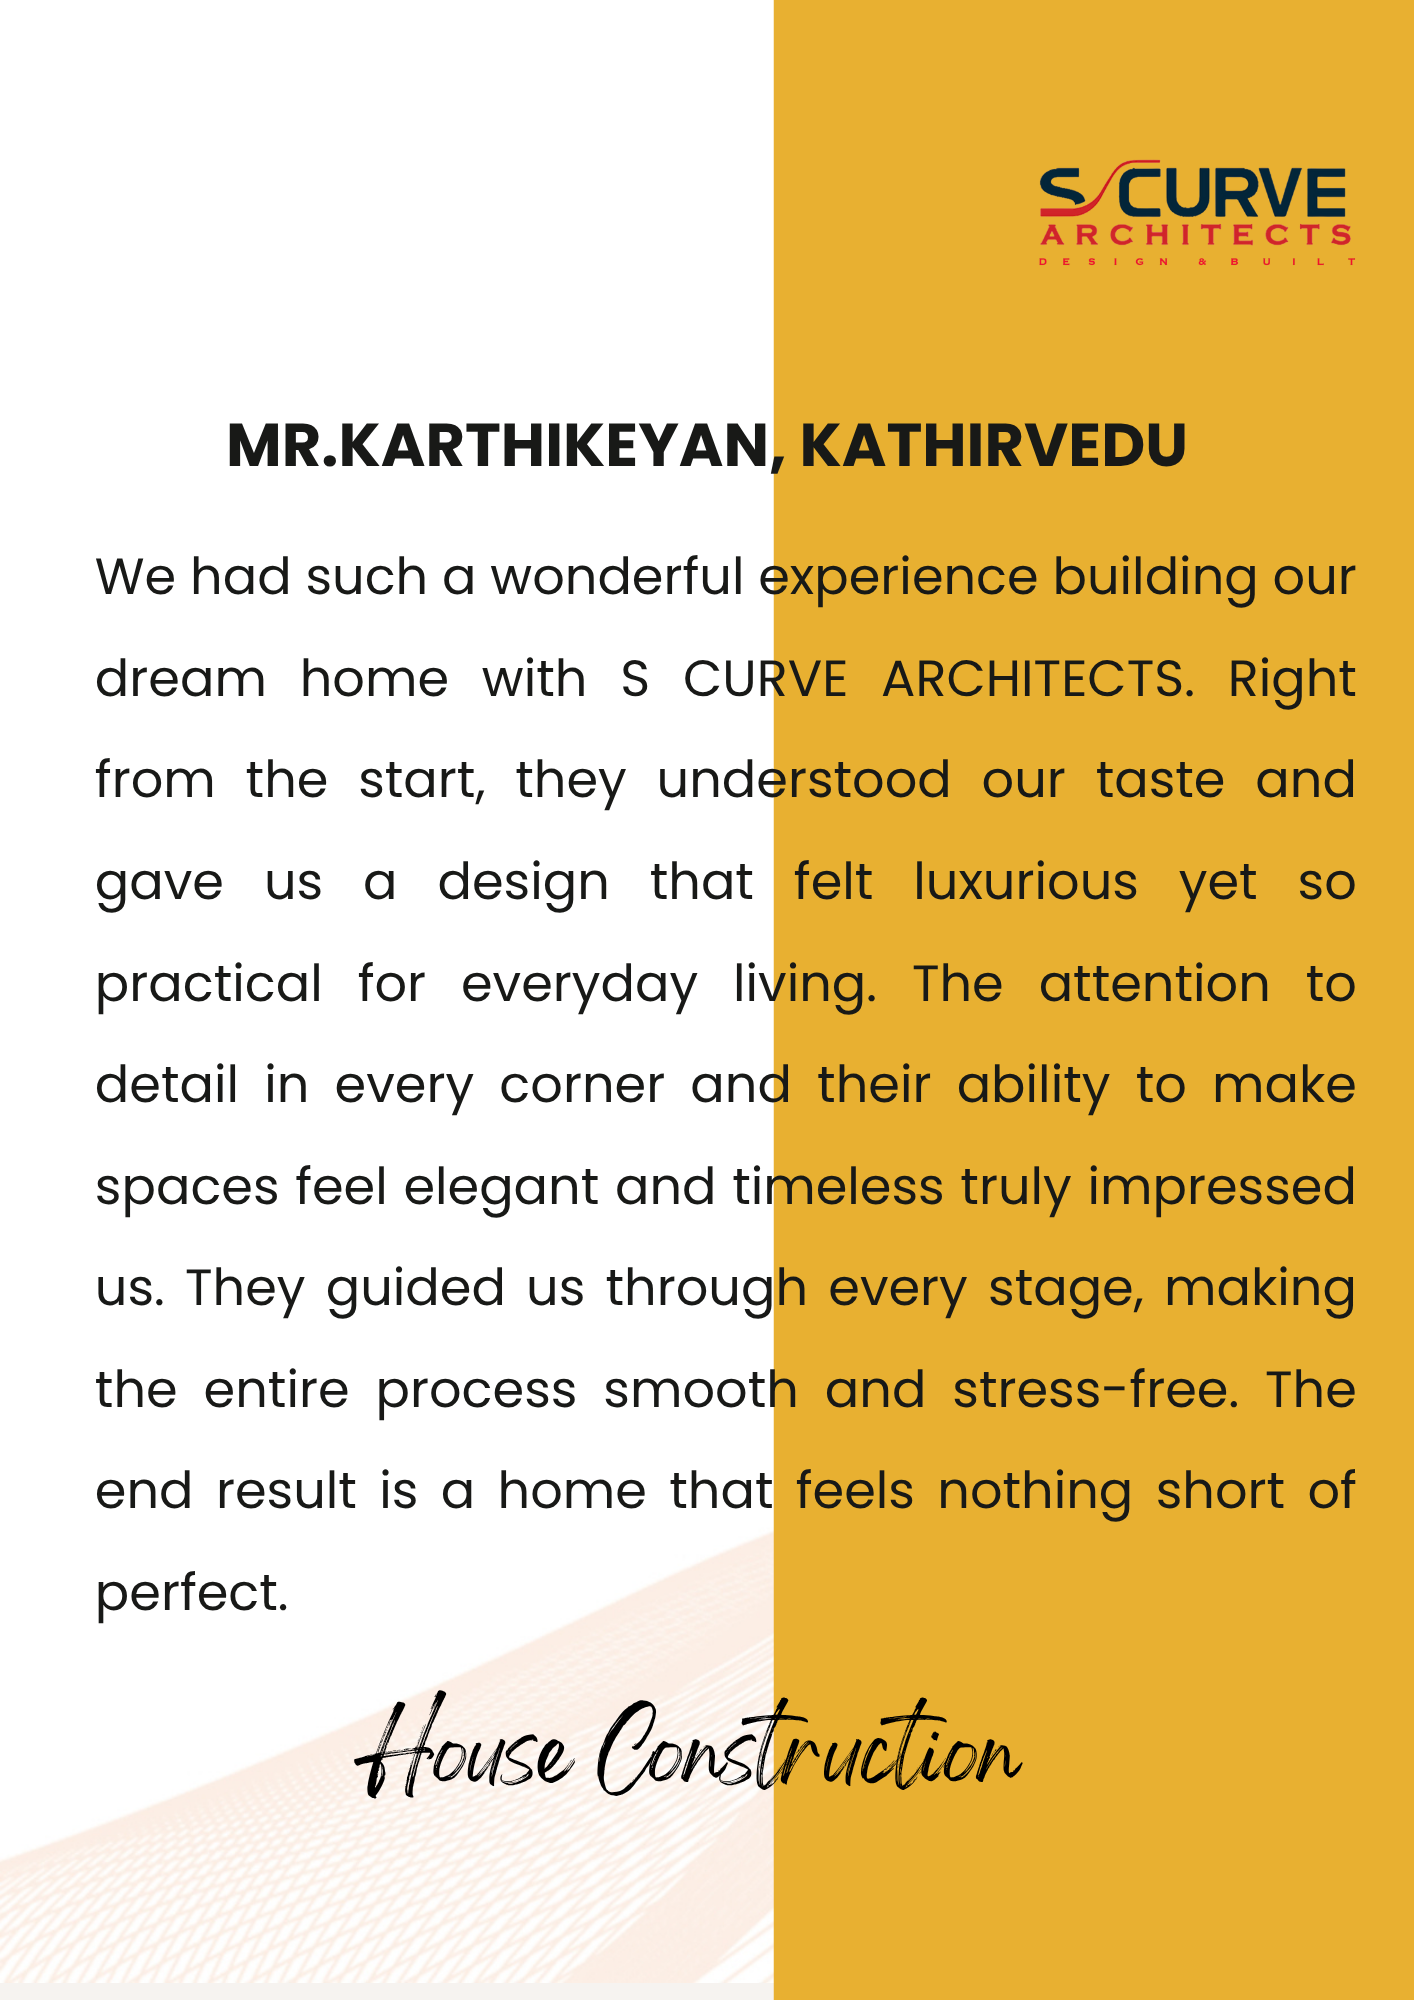 S CURVE
ARCHITECTS
DESIGN & BUILT
MR.KARTHIKEYAN, KATHIRVEDU
We had such a wonderful experience building our
dream home with S CURVE ARCHITECTS. Right
from the start, they understood our taste and
gave us a design that felt luxurious yet so
practical for everyday living. The attention to
detail in every corner and their ability to make
spaces feel elegant and timeless truly impressed
us. They guided us through every stage, making
the entire process smooth and stress-free. The
end result is a home that feels nothing short of
perfect.
House Construction